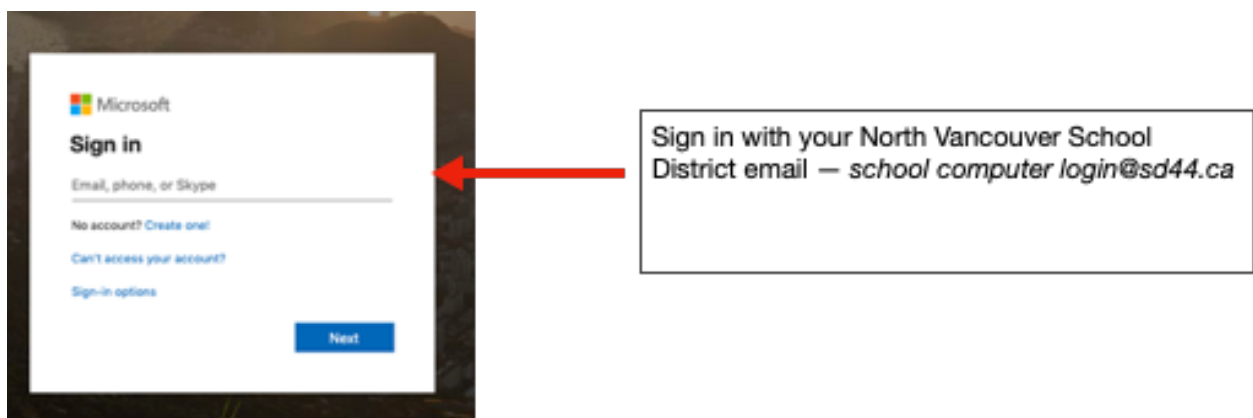 Microsoft
Sign in
Email, phone, or Skype
No account? Create one!
Can't access your account?
Sign-in options
Next
Sign in with your North Vancouver School
District email — school computer login@sd44.ca